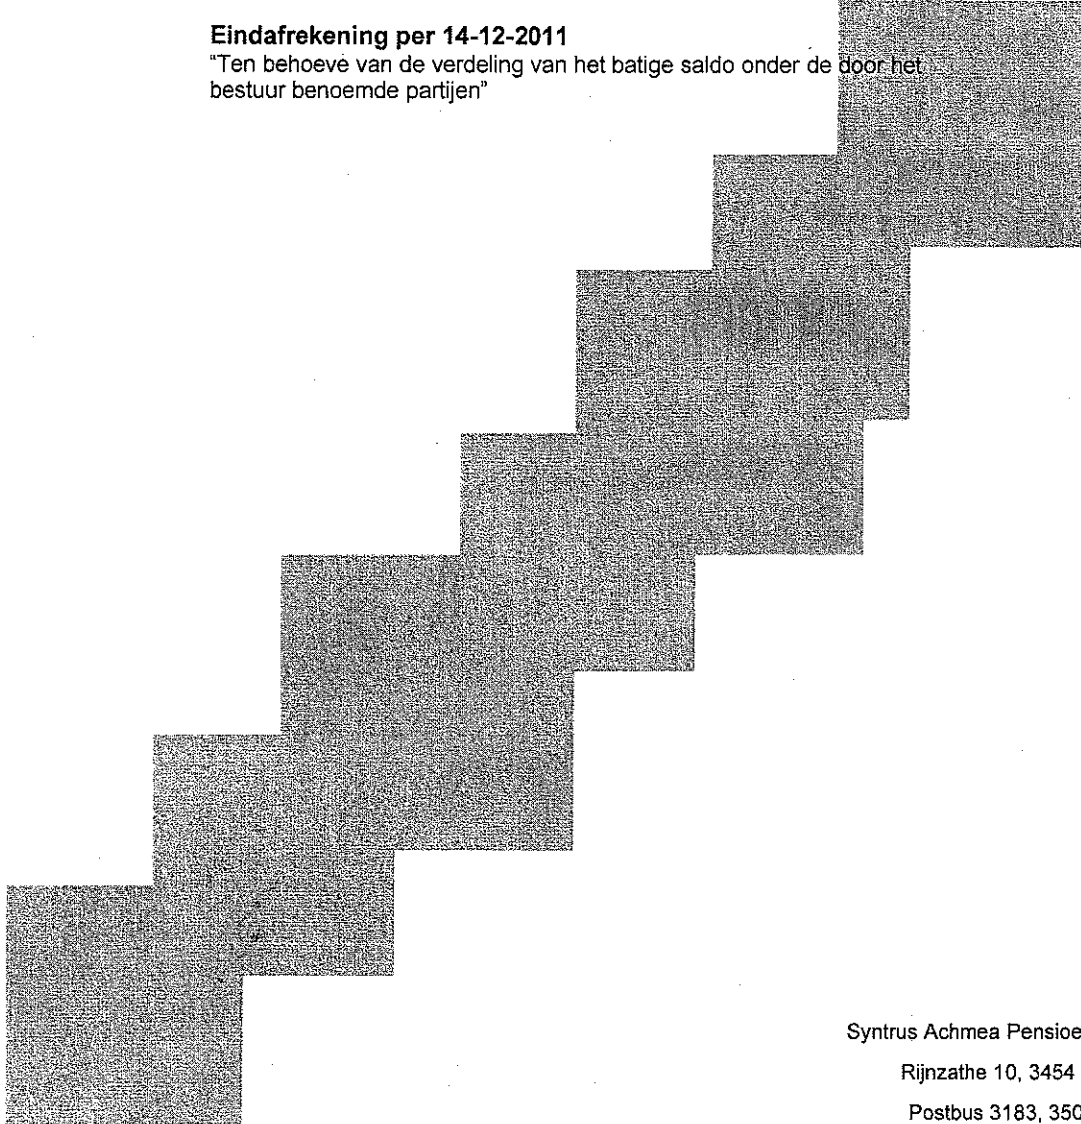 Eindafrekening per 14-12-2011
"Ten behoeve van de verdeling van het batige saldo onder de door het
bestuur benoemde partijen"
Syntrus Achmea Pensioe
Rijnzathe 10, 3454
Postbus 3183, 350